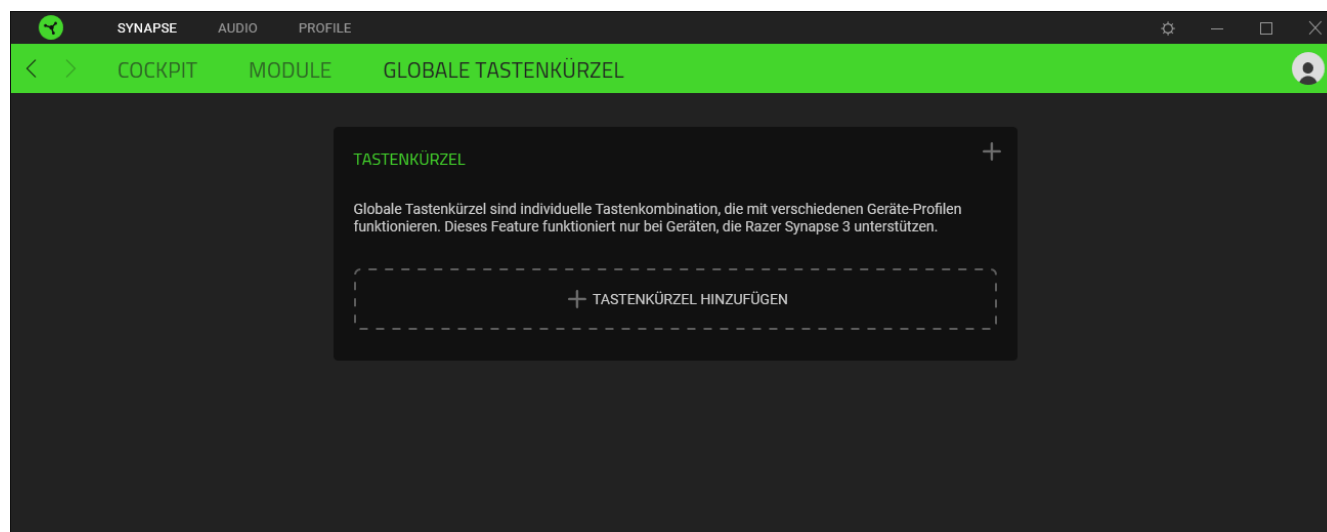 SYNAPSE AUDIO PROFILE
COCKPIT MODULE GLOBALE TASTENKÜRZEL
TASTENKÜRZEL
Globale Tastenkürzel sind individuelle Tastenkombination, die mit verschiedenen Geräte-Profilen
funktionieren. Dieses Feature funktioniert nur bei Geräten, die Razer Synapse 3 unterstützen.
TASTENKÜRZEL HINZUFÜGEN